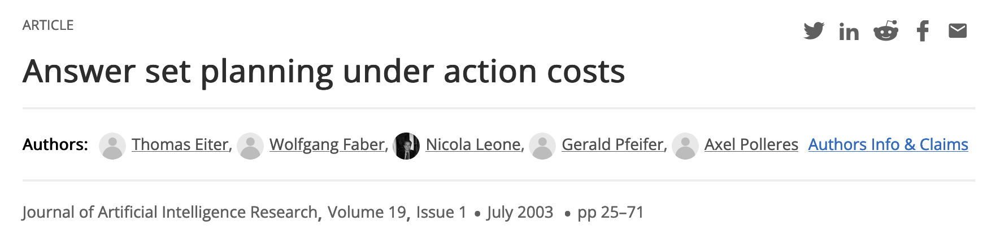 ARTICLE
Answer set planning under action costs
Authors: Thomas Eiter, Wolfgang Faber, Nicola Leone, Gerald Pfeifer, Axel Polleres Authors Info & Claims
Journal of Artificial Intelligence Research, Volume 19, Issue 1 • July 2003 • pp 25–71